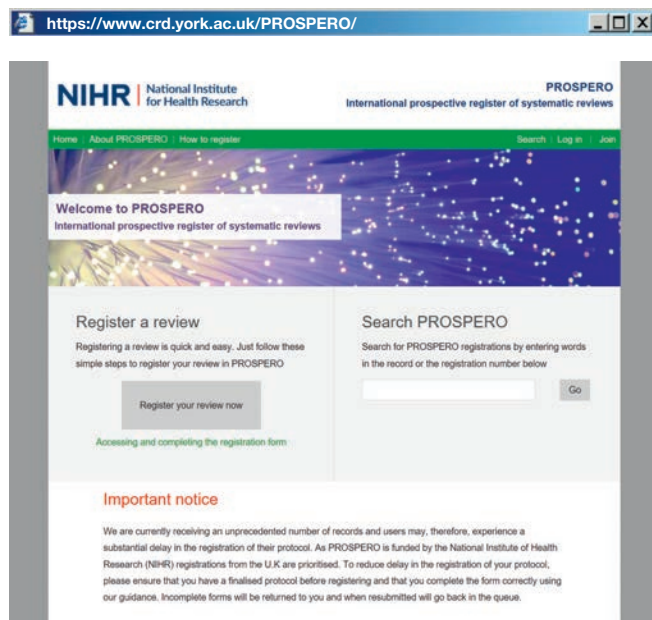 https://www.crd.york.ac.uk/PROSPERO/
NIHR | National Institute
for Health Research
PROSPERO
International prospective register of systematic reviews
Home | About PROSPERO | How to register
Search | Log in | Join
Welcome to PROSPERO
International prospective register of systematic reviews
Register a review
Registering a review is quick and easy. Just follow these
simple steps to register your review in PROSPERO
Register your review now
Accessing and completing the registration form
Search PROSPERO
Search for PROSPERO registrations by entering words
in the record or the registration number below
Go
Important notice
We are currently receiving an unprecedented number of records and users may, therefore, experience a
substantial delay in the registration of their protocol. As PROSPERO is funded by the National Institute of Health
Research (NIHR) registrations from the U.K are prioritised. To reduce delay in the registration of your protocol,
please ensure that you have a finalised protocol before registering and that you complete the form correctly using
our guidance. Incomplete forms will be returned to you and when resubmitted will go back in the queue.